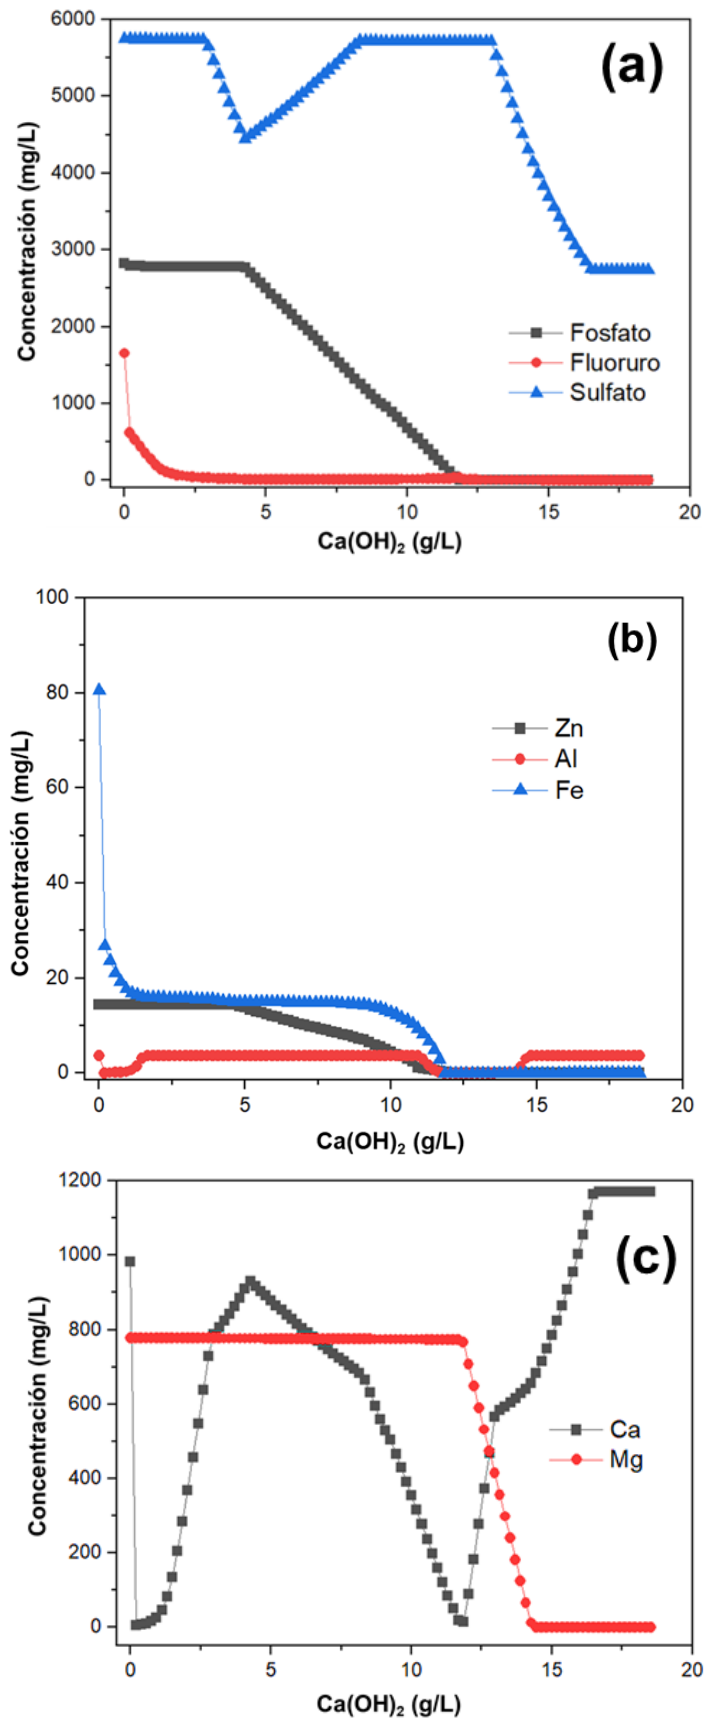 (a)
Concentración (mg/L)
6000
5000
4000
3000
2000
1000
0
Fosfato
Fluoruro
Sulfato
0 5 10 15 20
Ca(OH)₂ (g/L)
(b)
Concentración (mg/L)
100
80
60
40
20
0
Zn
Al
Fe
0 5 10 15 20
Ca(OH)₂ (g/L)
(c)
Concentración (mg/L)
1200
1000
800
600
400
200
0
Ca
Mg
0 5 10 15 20
Ca(OH)₂ (g/L)